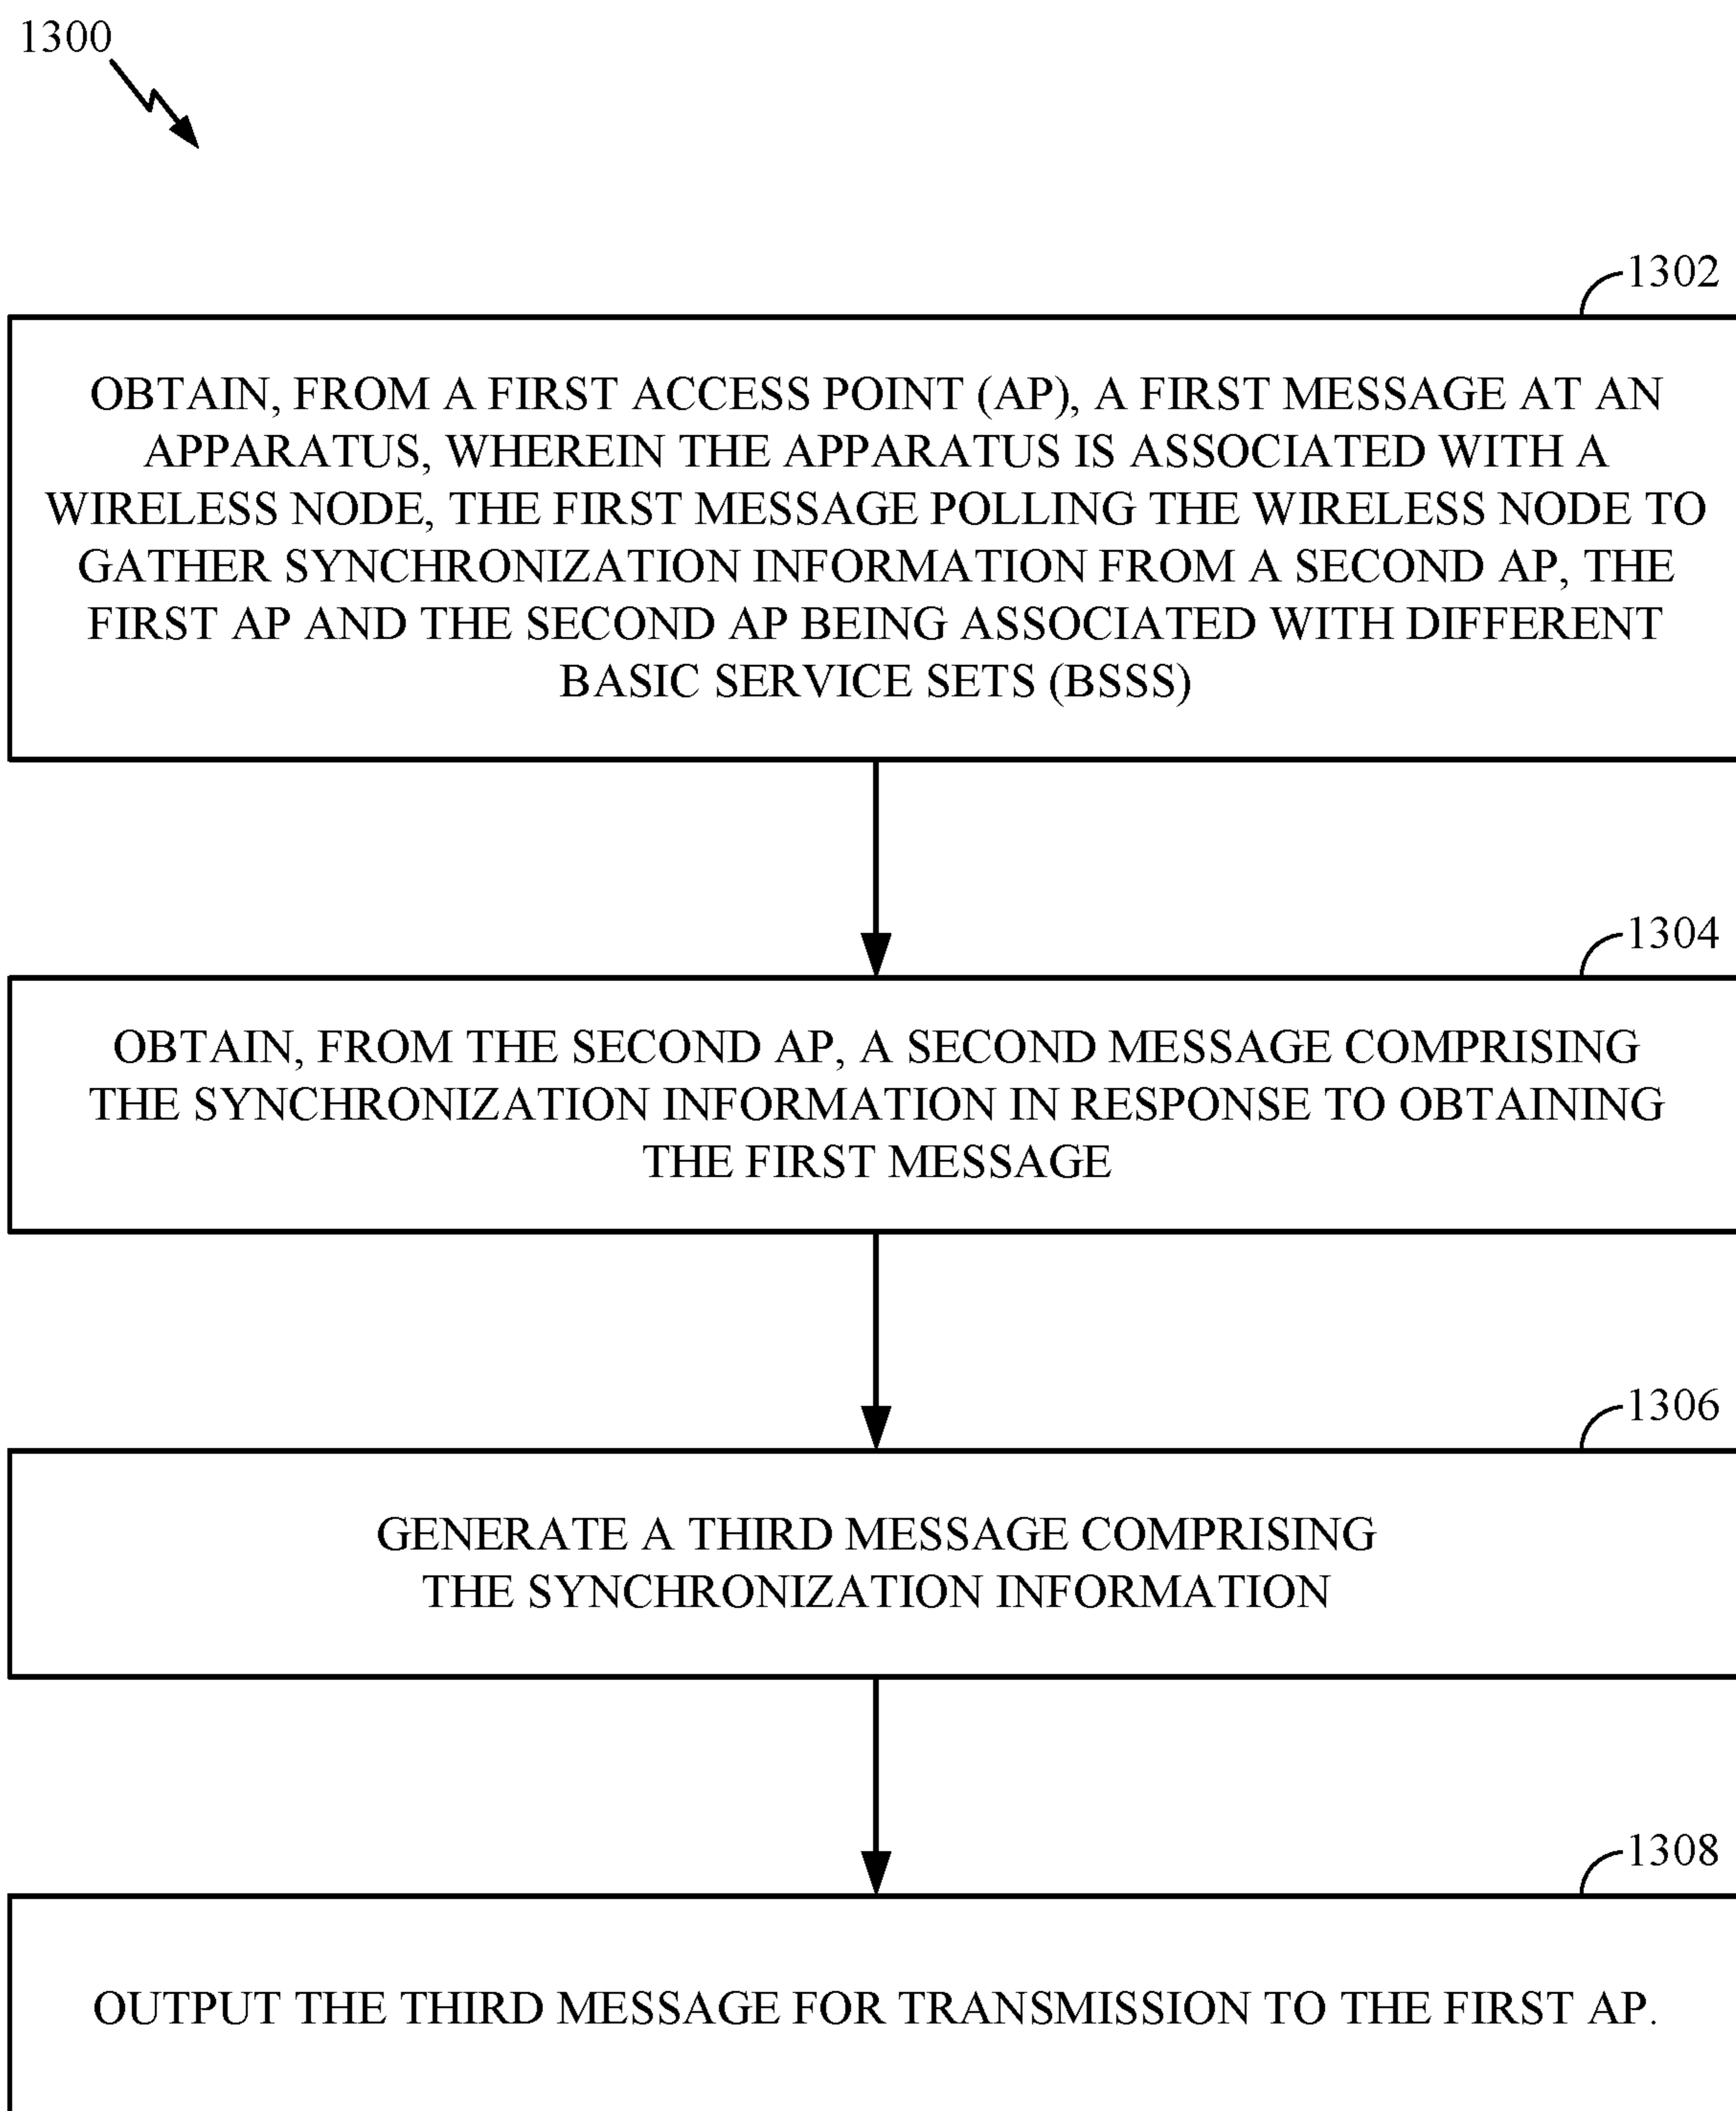 1300
1302
OBTAIN, FROM A FIRST ACCESS POINT (AP), A FIRST MESSAGE AT AN
APPARATUS, WHEREIN THE APPARATUS IS ASSOCIATED WITH A
WIRELESS NODE, THE FIRST MESSAGE POLLING THE WIRELESS NODE TO
GATHER SYNCHRONIZATION INFORMATION FROM A SECOND AP, THE
FIRST AP AND THE SECOND AP BEING ASSOCIATED WITH DIFFERENT
BASIC SERVICE SETS (BSSS)
1304
OBTAIN, FROM THE SECOND AP, A SECOND MESSAGE COMPRISING
THE SYNCHRONIZATION INFORMATION IN RESPONSE TO OBTAINING
THE FIRST MESSAGE
1306
GENERATE A THIRD MESSAGE COMPRISING
THE SYNCHRONIZATION INFORMATION
1308
OUTPUT THE THIRD MESSAGE FOR TRANSMISSION TO THE FIRST AP.